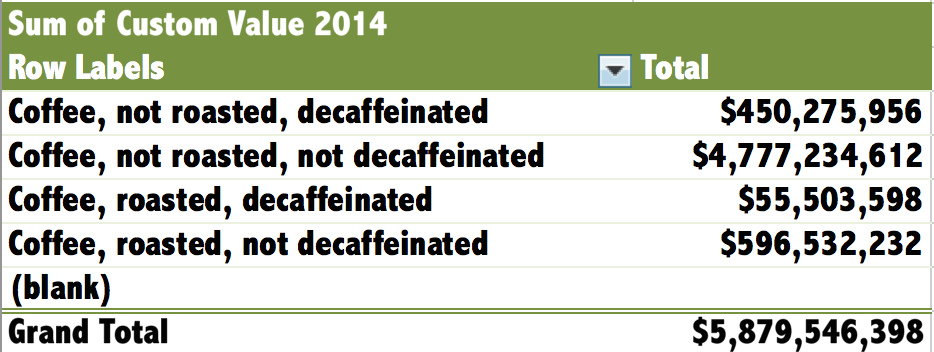 Sum of Custom Value 2014
Row Labels Total
Coffee, not roasted, decaffeinated $450,275,956
Coffee, not roasted, not decaffeinated $4,777,234,612
Coffee, roasted, decaffeinated $55,503,598
Coffee, roasted, not decaffeinated $596,532,232
(blank)
Grand Total $5,879,546,398